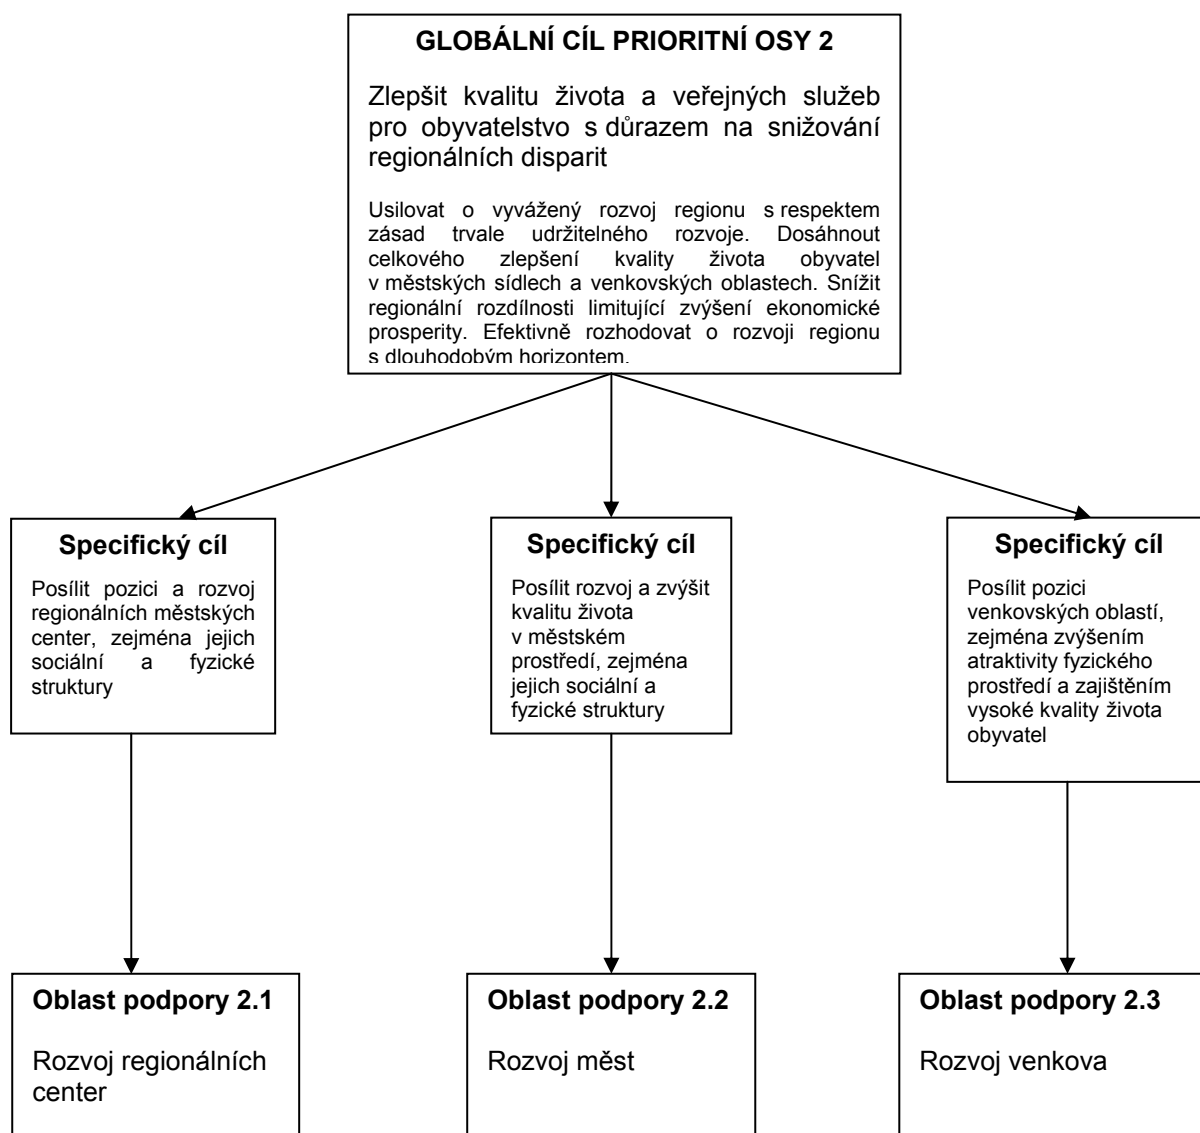 GLOBÁLNÍ CÍL PRIORITNÍ OSY 2
Zlepšit kvalitu života a veřejných služeb
pro obyvatelstvo s důrazem na snižování
regionálních disparit
Usilovat o vyvážený rozvoj regionu s respektem
zásad trvale udržitelného rozvoje. Dosáhnout
celkového zlepšení kvality života obyvatel
v městských sídlech a venkovských oblastech. Snížit
regionální rozdílnosti limitující zvýšení ekonomické
prosperity. Efektivně rozhodovat o rozvoji regionu
s dlouhodobým horizontem.
Specifický cíl
Posílit pozici a rozvoj
regionálních městských
center, zejména jejich
sociální a fyzické
struktury
Specifický cíl
Posílit rozvoj a zvýšit
kvalitu života
v městském
prostředí, zejména
jejich sociální a
fyzické struktury
Specifický cíl
Posílit pozici
venkovských oblastí,
zejména zvýšením
atraktivity fyzického
prostředí a zajištěním
vysoké kvality života
obyvatel
Oblast podpory 2.1
Rozvoj regionálních
center
Oblast podpory 2.2
Rozvoj měst
Oblast podpory 2.3
Rozvoj venkova